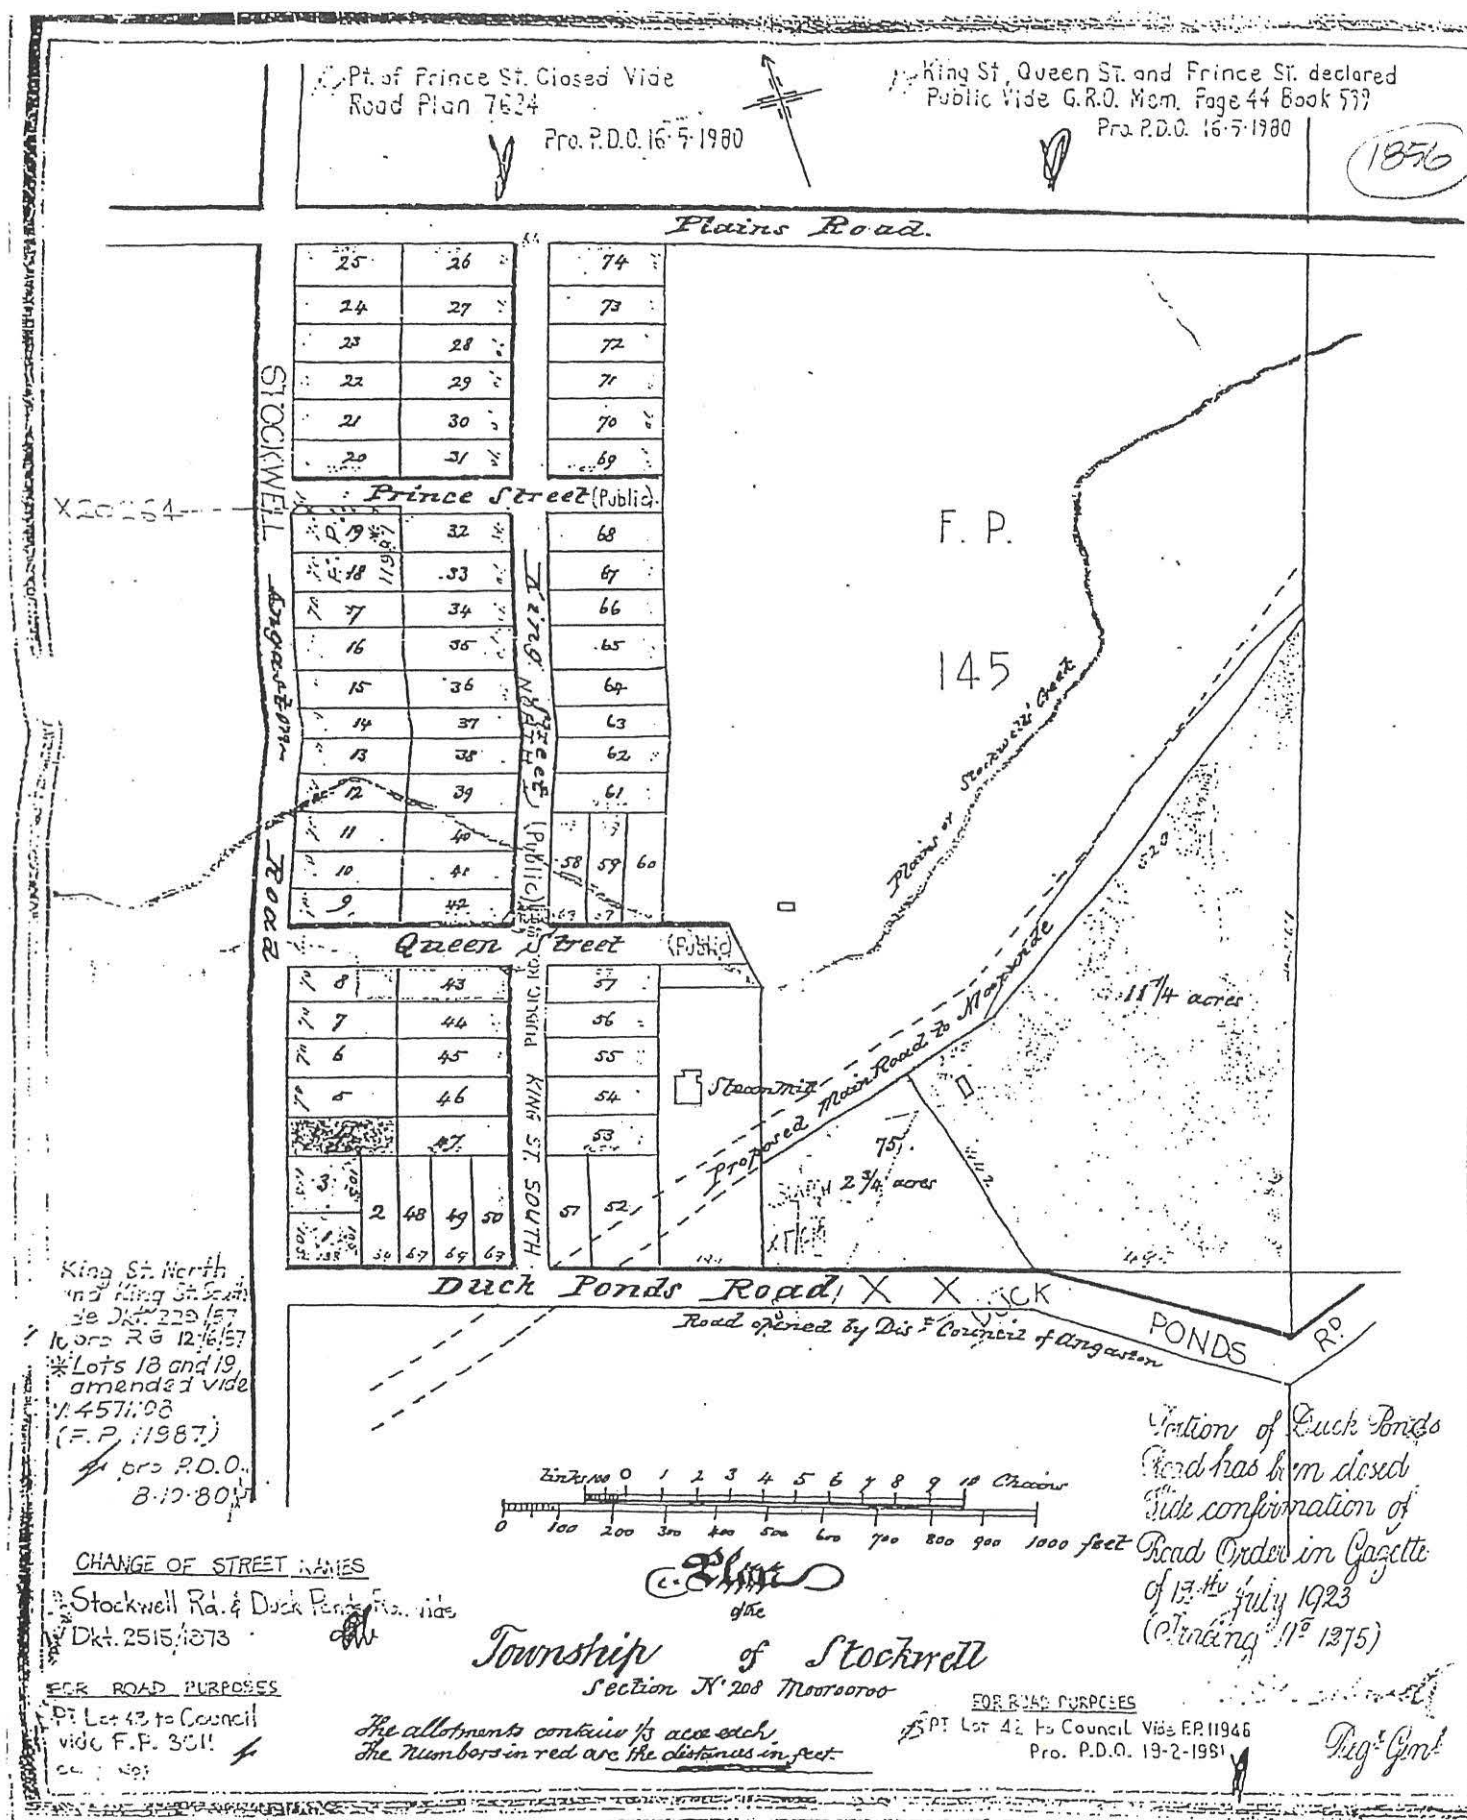 Pt. of Prince St. Closed Vide
Road Plan 7624
Pro. P.D.O. 16-5-1980
King St, Queen St. and Prince St. declared
Public Vide G.R.O. Mem. Page 44 Book 539
Pro. P.D.O. 16-5-1980
1856
Plains Road.
25 26 74
24 27 73
23 28 72
22 29 71
21 30 70
20 31 69
STOCKWELL
Prince Street (Public)
19 32 68
18 33 67
11987
17 34 66
16 35 65
15 36 64
14 37 63
13 38 62
12 39 61
11 40
10 41 58 59 60
9 42
Angaston Road
King Street (Public)
NORTH
F. P.
145
Plains or Stockwells' Creek
Queen Street (Public)
8 43 57
7 44 56
6 45 55
5 46 54
47 53
3 2 48 49 50 51 52
KING ST. SOUTH
Steam Mill
Proposed Main Road to Moorunde
11 1/4 acres
75.
2 3/4 acres
Duck Ponds Road, X X
DUCK PONDS RD
Road opened by Dist Council of Angaston
King St. North
and King St. South
vide Dkt. 229/57
*Lots 18 and 19
amended vide
(F.P. 11987)
pro P.D.O.
8-10-80
Portion of Duck Ponds
Road has been closed
Vide confirmation of
Road Order in Gazette
of July 1923
Links 100 0 1 2 3 4 5 6 7 8 9 10 Chains
0 100 200 300 400 500 600 700 800 900 1000 feet
CHANGE OF STREET NAMES
Stockwell Rd. & Duck Ponds Rd. vide
Dkt. 2515/1873
Plan
of the
Township of Stockwell
Section No 208 Moorooroo
The allotments contain 1/3 acre each.
The Numbers in red are the distances in feet.
FOR ROAD PURPOSES
PT Lot 43 to Council
vide F.P.
FOR ROAD PURPOSES
PT Lot 42 to Council Vide F.P. 11946
Pro. P.D.O. 19-2-1981
Regr Genl